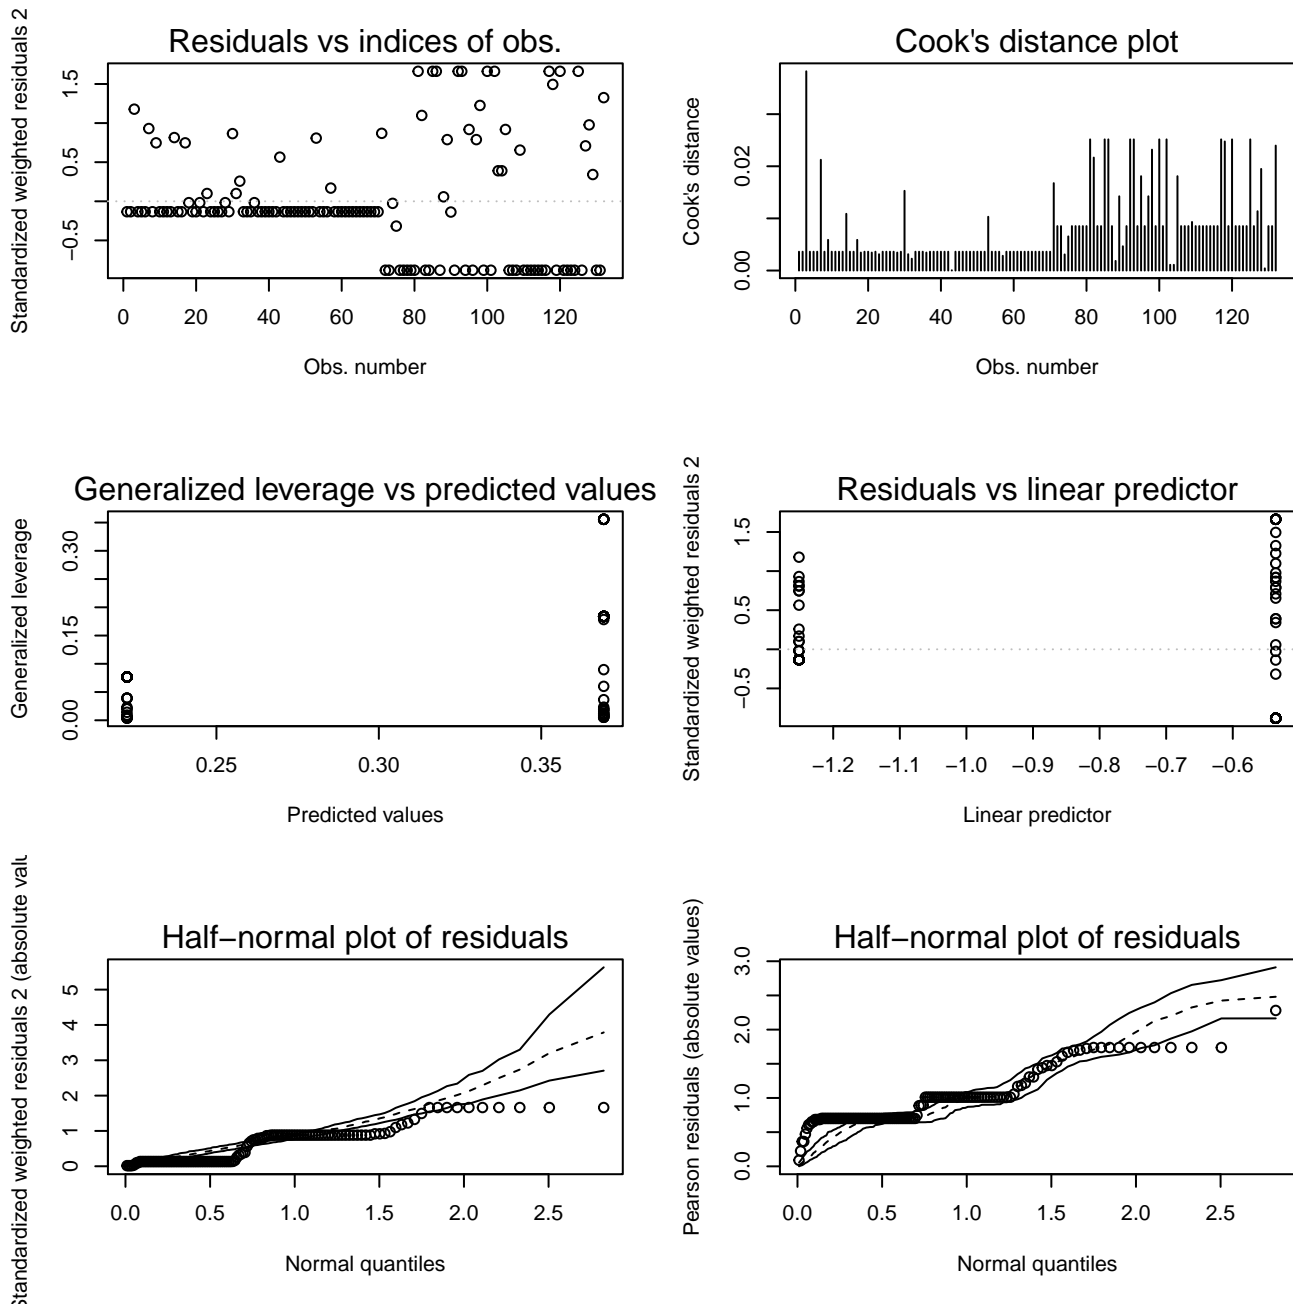 Residuals vs indices of obs.
Standardized weighted residuals 2
1.5
0.5
−0.5
0 20 40 60 80 100 120
Obs. number
Cook's distance plot
Cook's distance
0.02
0.00
0 20 40 60 80 100 120
Obs. number
Generalized leverage vs predicted values
Generalized leverage
0.30
0.15
0.00
0.25 0.30 0.35
Predicted values
Residuals vs linear predictor
Standardized weighted residuals 2
1.5
0.5
−0.5
−1.2 −1.1 −1.0 −0.9 −0.8 −0.7 −0.6
Linear predictor
Half−normal plot of residuals
Standardized weighted residuals 2 (absolute valu
5
4
3
2
1
0
0.0 0.5 1.0 1.5 2.0 2.5
Normal quantiles
Half−normal plot of residuals
Pearson residuals (absolute values)
3.0
2.0
1.0
0.0
0.0 0.5 1.0 1.5 2.0 2.5
Normal quantiles